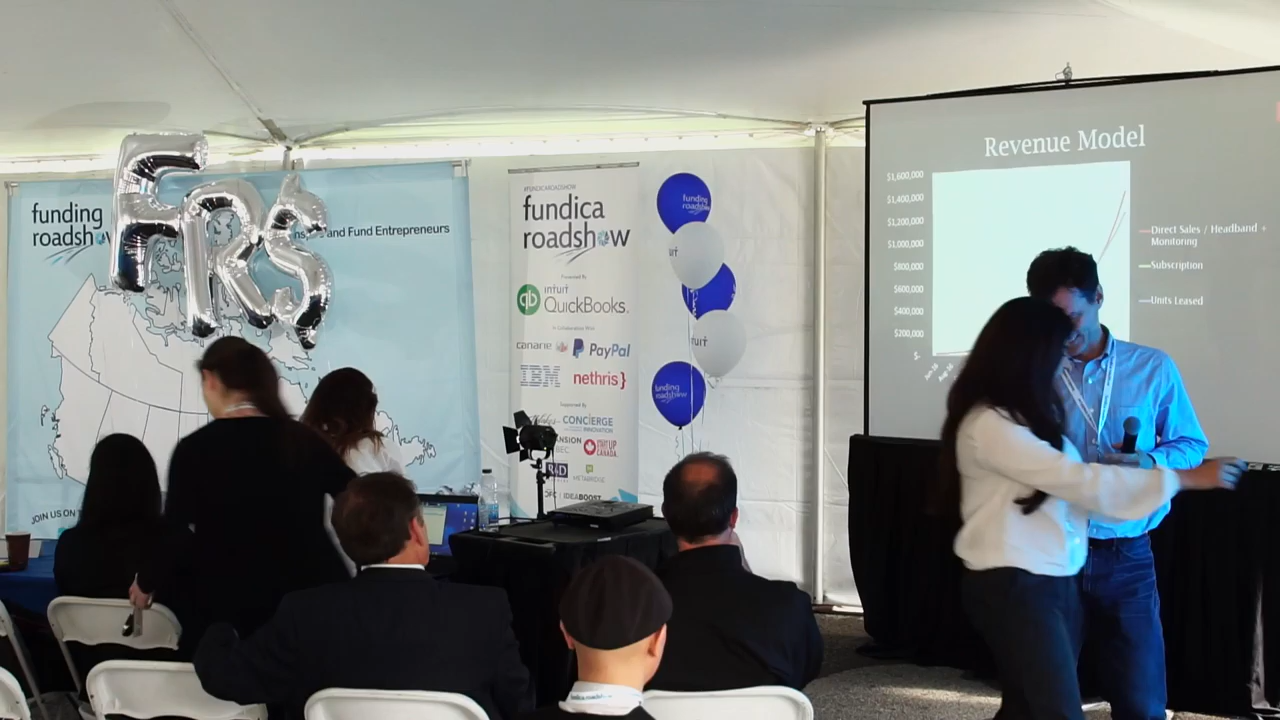 funding
roadshow
and Fund Entrepreneurs
FRS
JOIN US ON
#FUNDICAROADSHOW
fundica
roadshow
Presented By
intuit
qb QuickBooks.
In Collaboration With
canarie
PayPal
IBM
nethris}
Supported By
CONCIERGE
INNOVATION
STARTUP
CANADA
R&D
METABRIDGE
IDEABOOST
funding
roadshow
funding
roadshow
Revenue Model
$1,600,000
$1,400,000
$1,200,000
$1,000,000
$800,000
$600,000
$400,000
$200,000
$-
Direct Sales / Headband +
Monitoring
Subscription
Units Leased